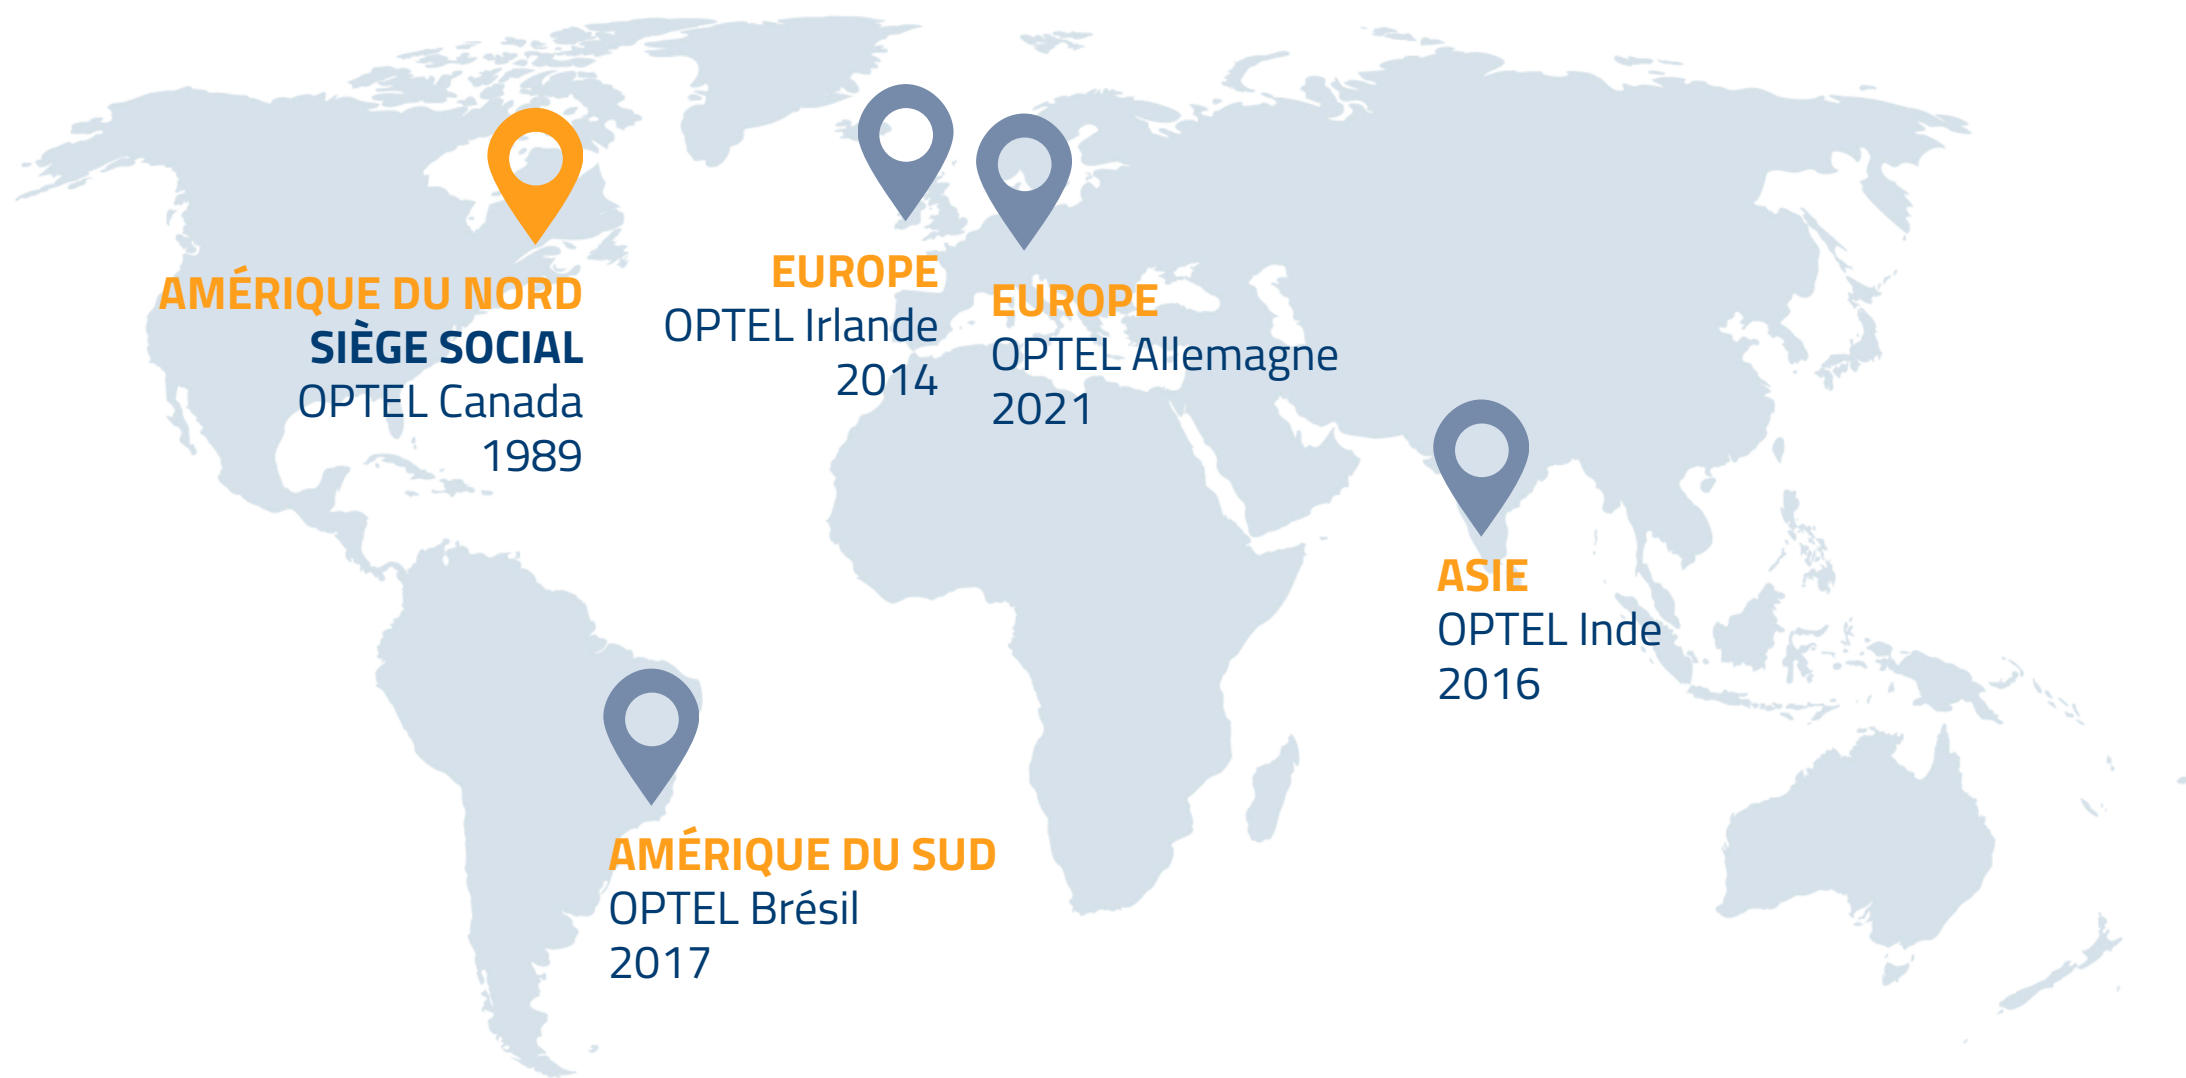 AMÉRIQUE DU NORD
SIÈGE SOCIAL
OPTEL Canada
1989
EUROPE
OPTEL Irlande
2014
EUROPE
OPTEL Allemagne
2021
ASIE
OPTEL Inde
2016
AMÉRIQUE DU SUD
OPTEL Brésil
2017